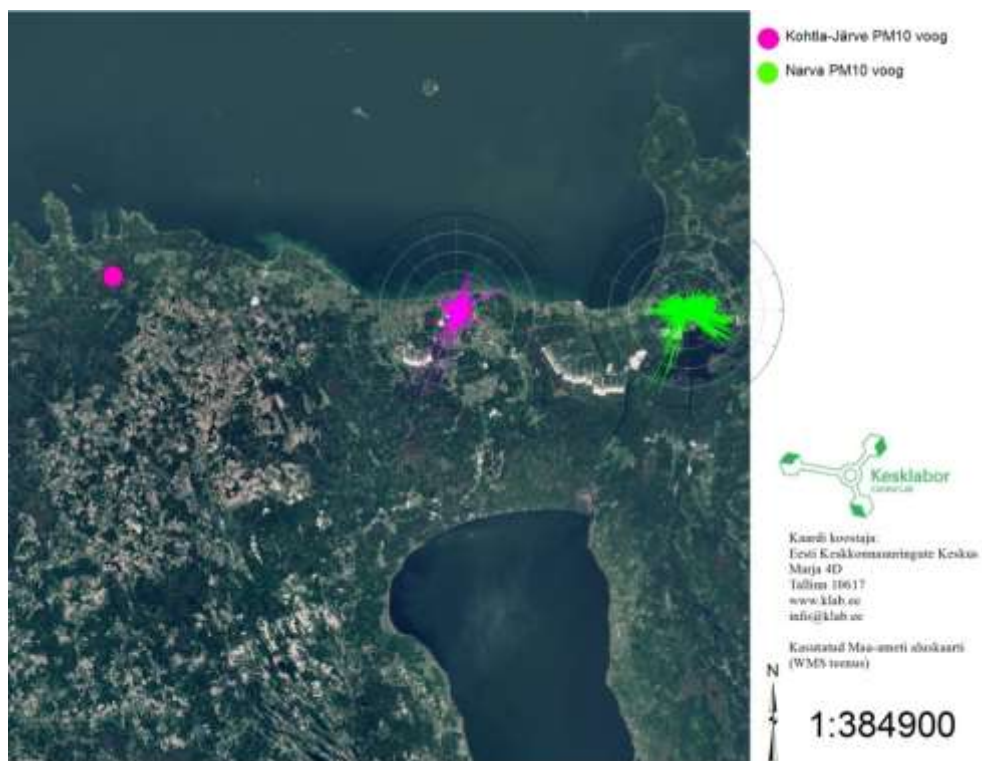 Kohtla-Järve PM10 voog
Narva PM10 voog
Kesklabor
Kaardi koostaja:
Eesti Keskkonnauuringute Keskus
Marja 4D
Tallinn 10617
www.klab.ee
info@klab.ee
Kasutatud Maa-ameti aluskaarti
(WMS teenus)
N
1:384900